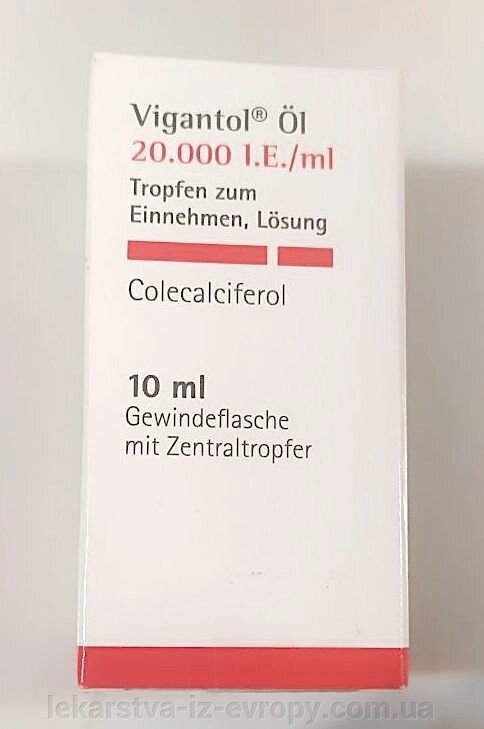 Vigantol® Öl
20.000 I.E./ml
Tropfen zum
Einnehmen, Lösung
Colecalciferol
10 ml
Gewindeflasche
mit Zentraltropfer
lekarstva-iz-evropy.com.ua